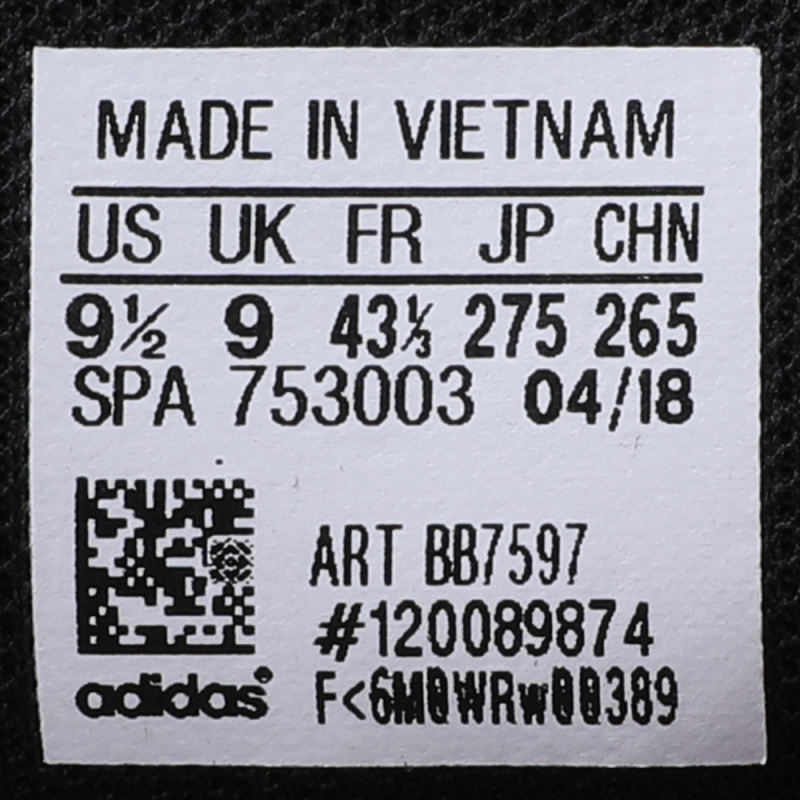 MADE IN VIETNAM
US UK FR JP CHN
9½ 9 43⅓ 275 265
SPA 753003 04/18
ART BB7597
#120089874
adidas